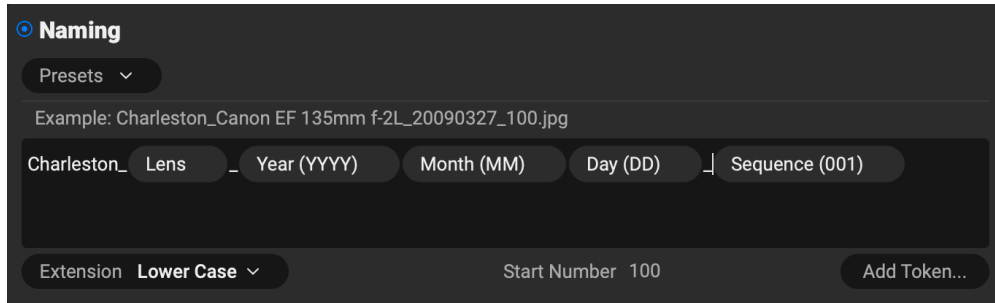 Naming
Presets
Example: Charleston_Canon EF 135mm f-2L_20090327_100.jpg
Charleston_ Lens _ Year (YYYY) Month (MM) Day (DD) _ Sequence (001)
Extension Lower Case Start Number 100 Add Token...